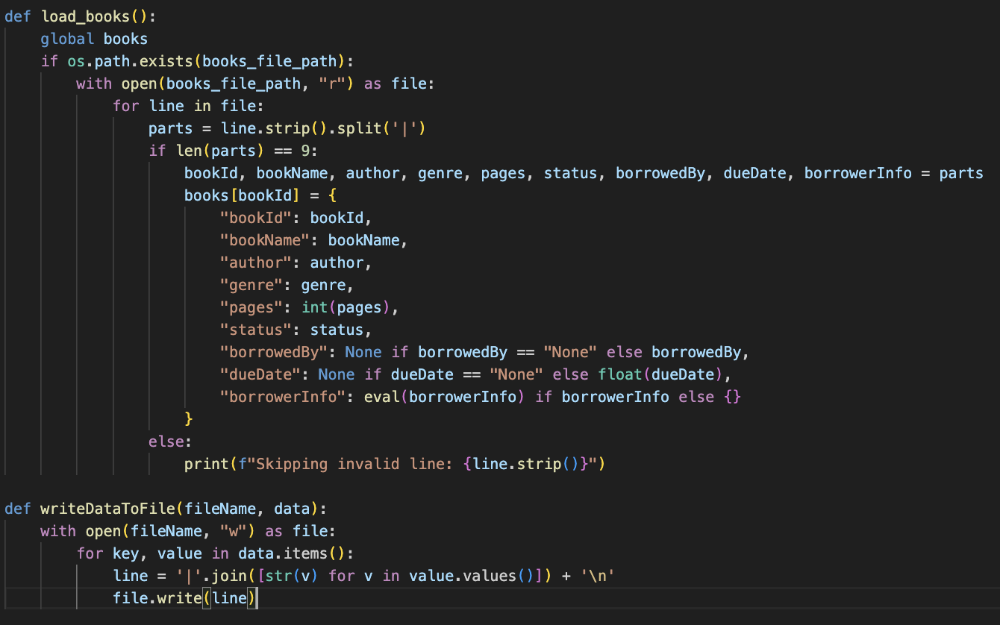 def load_books():
    global books
    if os.path.exists(books_file_path):
        with open(books_file_path, "r") as file:
            for line in file:
                parts = line.strip().split('|')
                if len(parts) == 9:
                    bookId, bookName, author, genre, pages, status, borrowedBy, dueDate, borrowerInfo = parts
                    books[bookId] = {
                        "bookId": bookId,
                        "bookName": bookName,
                        "author": author,
                        "genre": genre,
                        "pages": int(pages),
                        "status": status,
                        "borrowedBy": None if borrowedBy == "None" else borrowedBy,
                        "dueDate": None if dueDate == "None" else float(dueDate),
                        "borrowerInfo": eval(borrowerInfo) if borrowerInfo else {}
                    }
                else:
                    print(f"Skipping invalid line: {line.strip()}")

def writeDataToFile(fileName, data):
    with open(fileName, "w") as file:
        for key, value in data.items():
            line = '|'.join([str(v) for v in value.values()]) + '\n'
            file.write(line)